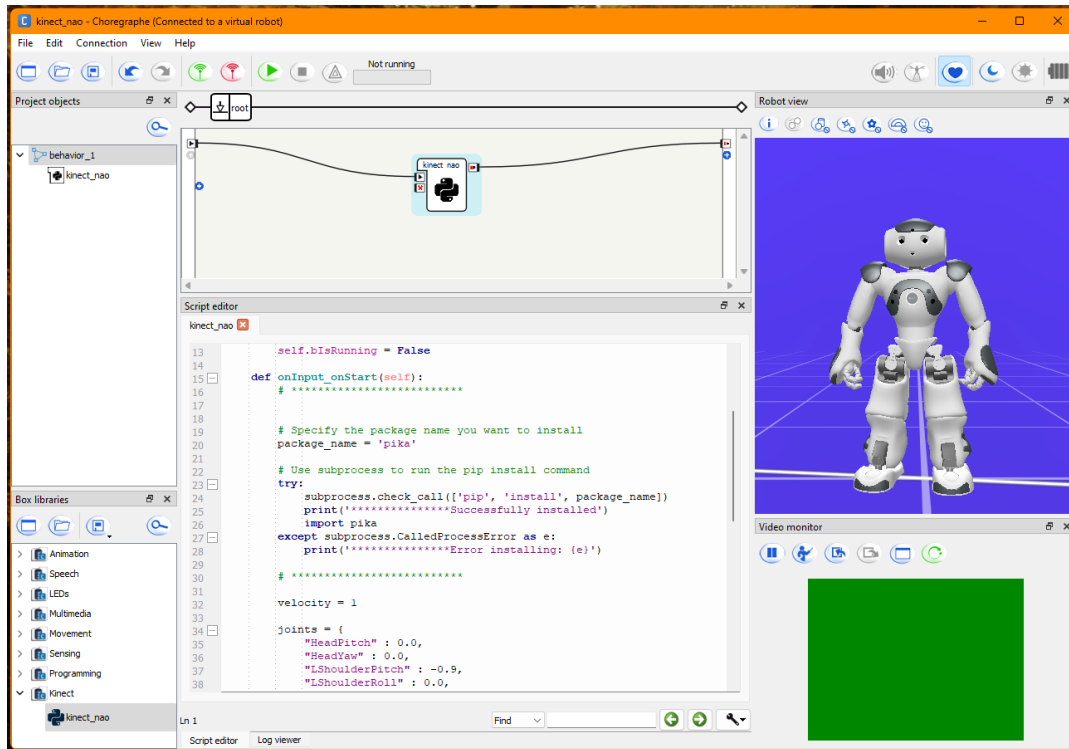 kinect_nao - Choregraphe (Connected to a virtual robot)
File Edit Connection View Help
Not running
Project objects
root
Robot view
behavior_1
kinect_nao
kinect nao
Script editor
kinect_nao
13 self.bIsRunning = False
14
15 def onInput_onStart(self):
16 # **************************
17
18
19 # Specify the package name you want to install
20 package_name = 'pika'
21
22 # Use subprocess to run the pip install command
23 try:
24 subprocess.check_call(['pip', 'install', package_name])
25 print('***************Successfully installed')
26 import pika
27 except subprocess.CalledProcessError as e:
28 print('***************Error installing: {e}')
29
30 # **************************
31
32 velocity = 1
33
34 joints = {
35 "HeadPitch" : 0.0,
36 "HeadYaw" : 0.0,
37 "LShoulderPitch" : -0.9,
38 "LShoulderRoll" : 0.0,
Box libraries
Animation
Speech
LEDs
Multimedia
Movement
Sensing
Programming
Kinect
kinect_nao
Video monitor
Ln 1
Find
Script editor Log viewer